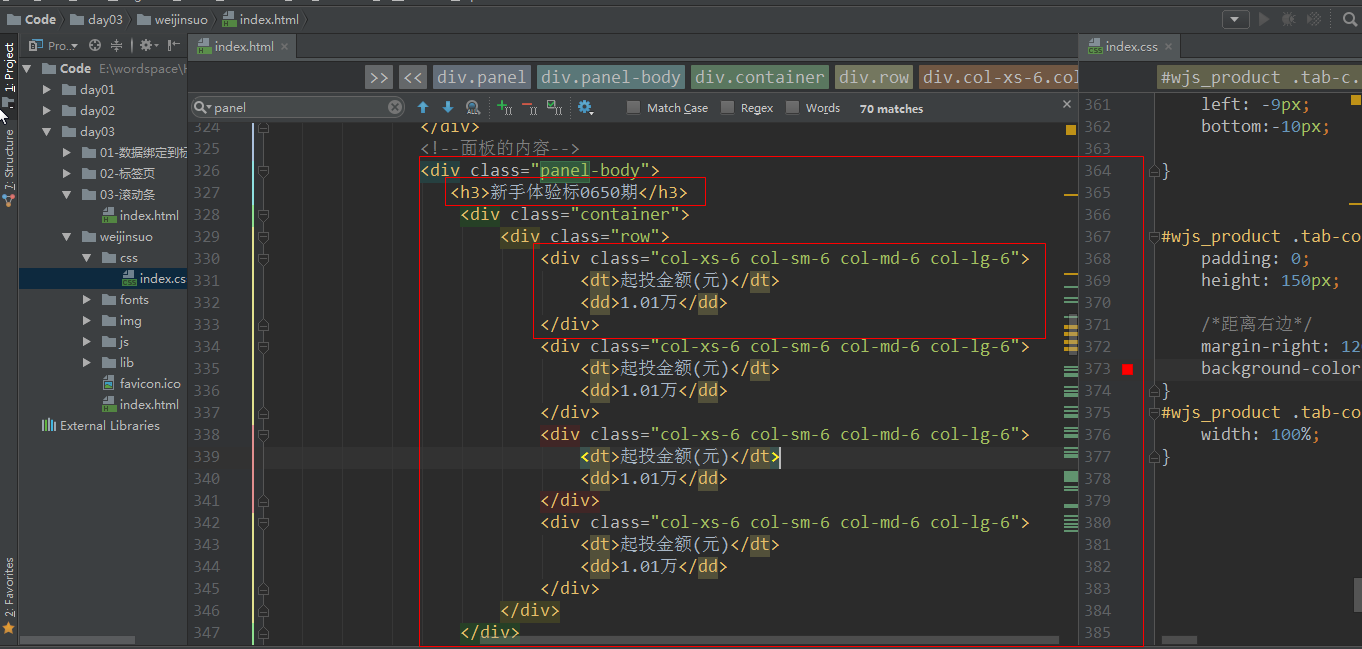 Code day03 weijinsuo index.html
1: Project
7: Structure
2: Favorites
Pro...
Code E:\wordspace\
day01
day02
day03
01-数据绑定到标
02-标签页
03-滚动条
index.html
weijinsuo
css
index.cs
fonts
img
js
lib
favicon.ico
index.html
External Libraries
index.html
>> << div.panel div.panel-body div.container div.row div.col-xs-6.col
panel
Match Case Regex Words 70 matches
324 </div>
325 <!--面板的内容-->
326 <div class="panel-body">
327 <h3>新手体验标0650期</h3>
328 <div class="container">
329 <div class="row">
330 <div class="col-xs-6 col-sm-6 col-md-6 col-lg-6">
331 <dt>起投金额(元)</dt>
332 <dd>1.01万</dd>
333 </div>
334 <div class="col-xs-6 col-sm-6 col-md-6 col-lg-6">
335 <dt>起投金额(元)</dt>
336 <dd>1.01万</dd>
337 </div>
338 <div class="col-xs-6 col-sm-6 col-md-6 col-lg-6">
339 <dt>起投金额(元)</dt>
340 <dd>1.01万</dd>
341 </div>
342 <div class="col-xs-6 col-sm-6 col-md-6 col-lg-6">
343 <dt>起投金额(元)</dt>
344 <dd>1.01万</dd>
345 </div>
346 </div>
347 </div>
index.css
#wjs_product .tab-c.
361 left: -9px;
362 bottom:-10px;
363
364 }
365
366
367 #wjs_product .tab-co
368 padding: 0;
369 height: 150px;
370
371 /*距离右边*/
372 margin-right: 12
373 background-color
374 }
375 #wjs_product .tab-co
376 width: 100%;
377 }
378
379
380
381
382
383
384
385